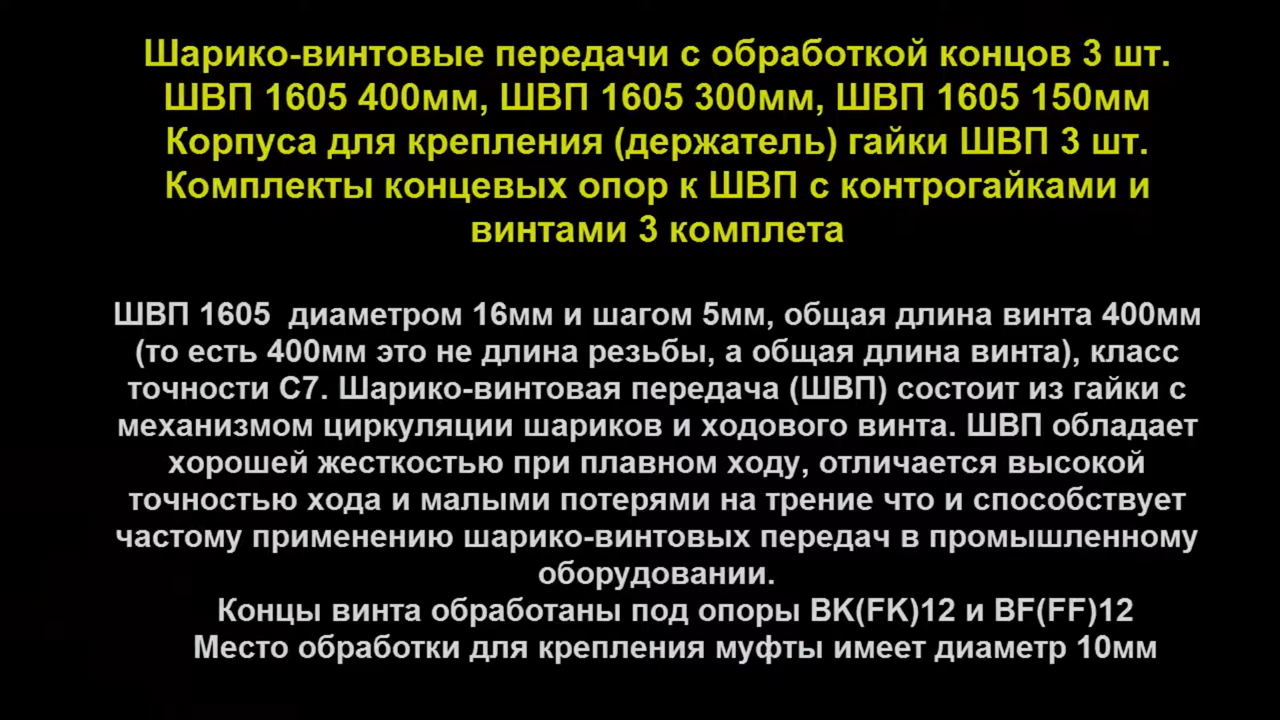 Шарико-винтовые передачи с обработкой концов 3 шт.
ШВП 1605 400мм, ШВП 1605 300мм, ШВП 1605 150мм
Корпуса для крепления (держатель) гайки ШВП 3 шт.
Комплекты концевых опор к ШВП с контрогайками и
винтами 3 комплета
ШВП 1605 диаметром 16мм и шагом 5мм, общая длина винта 400мм
(то есть 400мм это не длина резьбы, а общая длина винта), класс
точности С7. Шарико-винтовая передача (ШВП) состоит из гайки с
механизмом циркуляции шариков и ходового винта. ШВП обладает
хорошей жесткостью при плавном ходу, отличается высокой
точностью хода и малыми потерями на трение что и способствует
частому применению шарико-винтовых передач в промышленному
оборудовании.
Концы винта обработаны под опоры BK(FK)12 и BF(FF)12
Место обработки для крепления муфты имеет диаметр 10мм